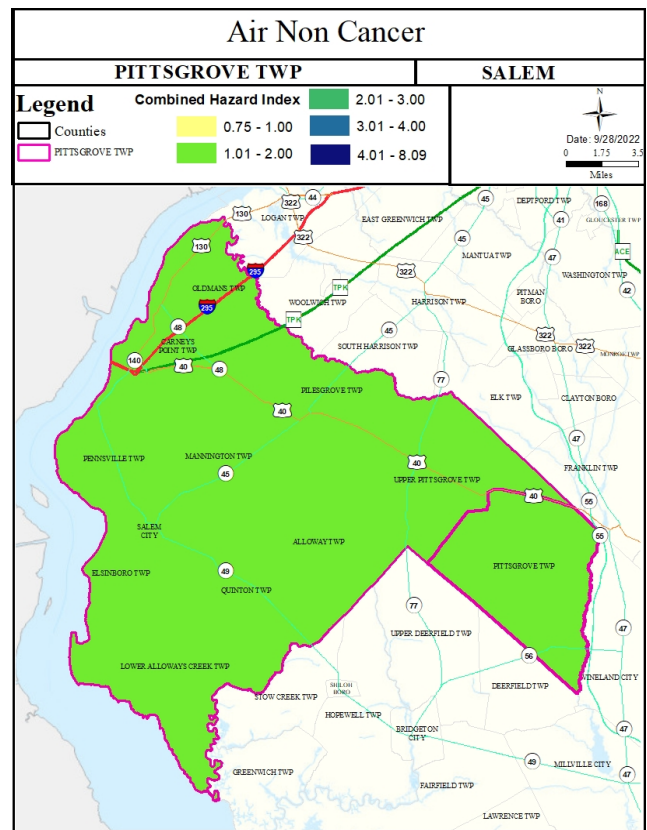 Air Non Cancer
PITTSGROVE TWP
SALEM
Legend
Counties
PITTSGROVE TWP
Combined Hazard Index
0.75 - 1.00
1.01 - 2.00
2.01 - 3.00
3.01 - 4.00
4.01 - 8.09
N
Date: 9/28/2022
0 1.75 3.5
Miles
322
44
130
LOGAN TWP
EAST GREENWICH TWP
45
DEPTFORD TWP
168
GLOUCESTER TWP
41
130
322
45
MANTUA TWP
47
ACE
295
322
WASHINGTON TWP
OLDMANS TWP
TPK
WOOLWICH TWP
HARRISON TWP
PITMAN
BORO
42
295
TPK
48
CARNEYS
POINT TWP
45
SOUTH HARRISON TWP
322
322
GLASSBORO BORO
MONROE TWP
140
40
48
77
PILESGROVE TWP
ELK TWP
CLAYTON BORO
40
47
PENNSVILLE TWP
MANNINGTON TWP
45
40
FRANKLIN TWP
UPPER PITTSGROVE TWP
40
55
SALEM
CITY
55
ALLOWAY TWP
PITTSGROVE TWP
ELSINBORO TWP
49
QUINTON TWP
77
UPPER DEERFIELD TWP
47
56
LOWER ALLOWAYS CREEK TWP
DEERFIELD TWP
VINELAND CITY
SHILOH
BORO
STOW CREEK TWP
HOPEWELL TWP
BRIDGETON
CITY
47
49
MILLVILLE CITY
GREENWICH TWP
47
FAIRFIELD TWP
LAWRENCE TWP